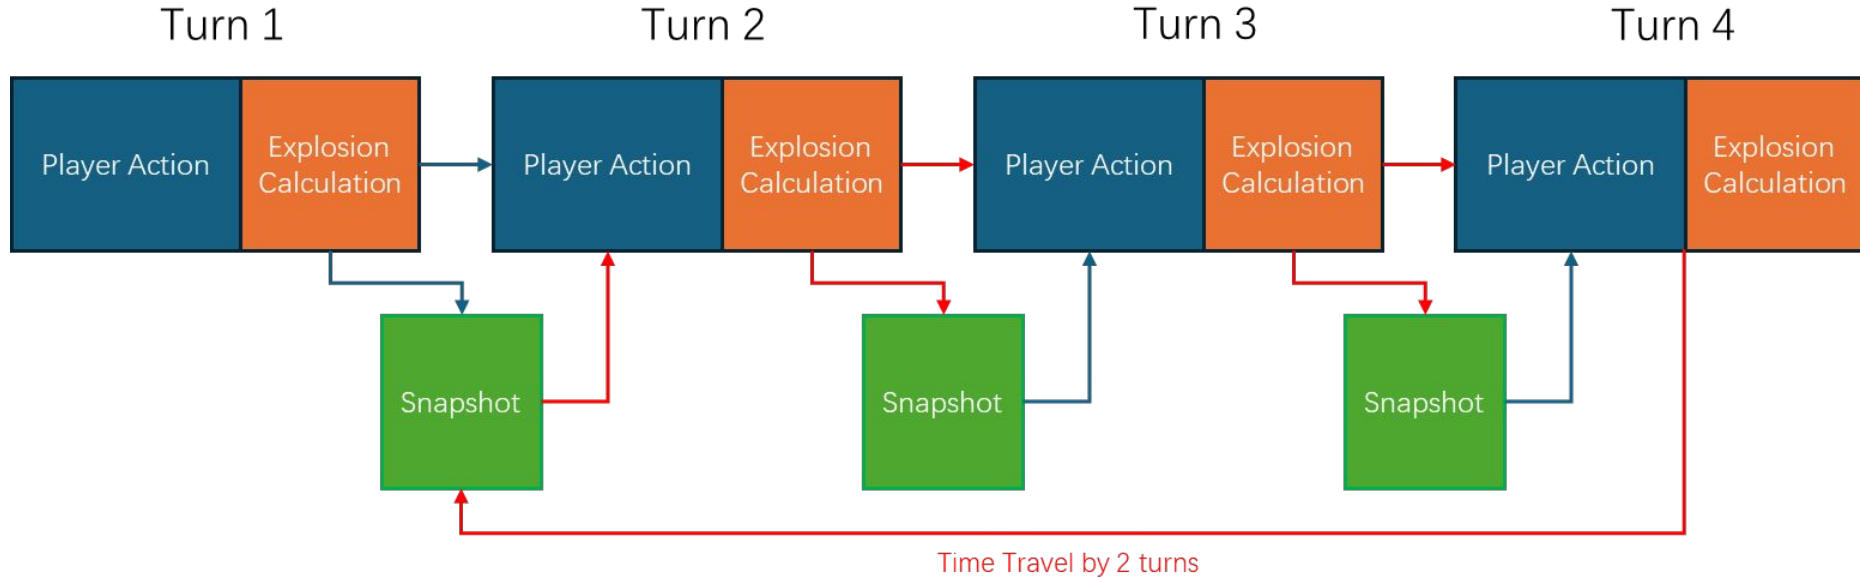 Turn 1
Turn 2
Turn 3
Turn 4
Player Action
Explosion
Calculation
Player Action
Explosion
Calculation
Player Action
Explosion
Calculation
Player Action
Explosion
Calculation
Snapshot
Snapshot
Snapshot
Time Travel by 2 turns